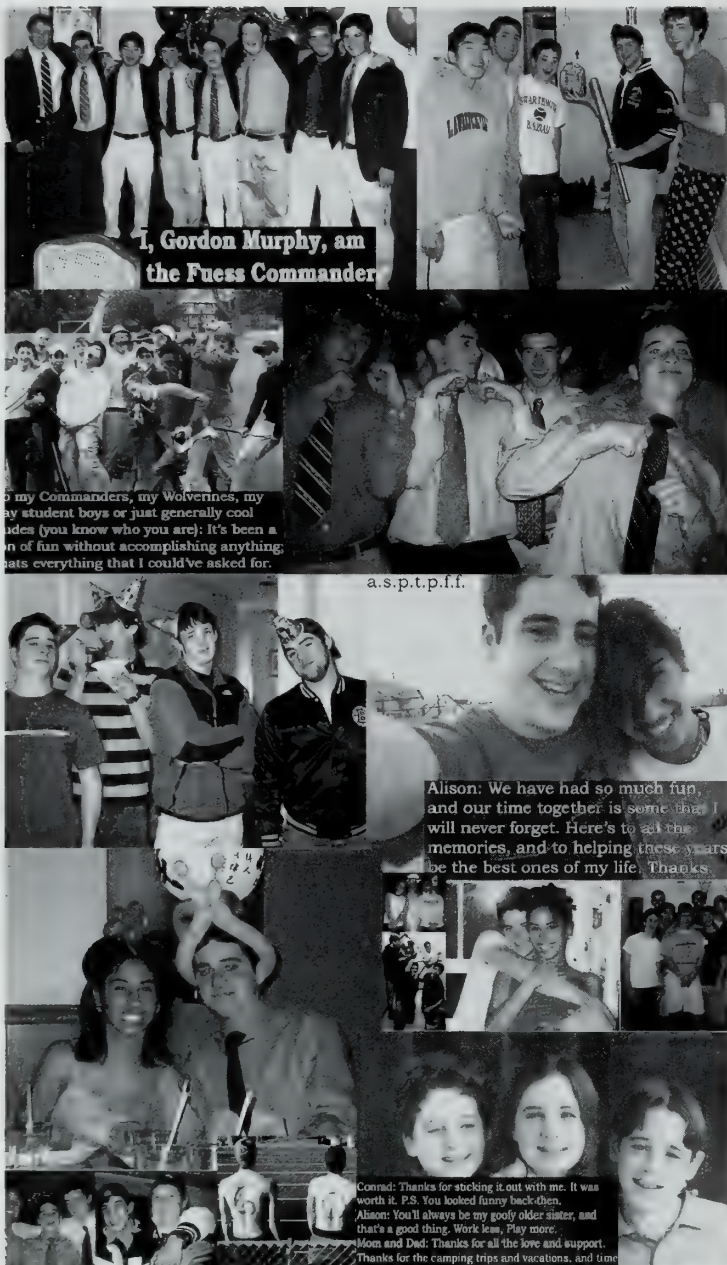 I, Gordon Murphy, am
the Fuess Commander
o my Commanders, my Wolverines, my
ay student boys or just generally cool
udes (you know who you are): It's been a
n of fun without accomplishing anything;
ats everything that I could've asked for.
a.s.p.t.p.f.f.
Alison: We have had so much fun,
and our time together is some that I
will never forget. Here's to all the
memories, and to helping these years
be the best ones of my life. Thanks
Conrad: Thanks for sticking it out with me. It was
worth it. P.S. You looked funny back then.
Alison: You'll always be my goofy older sister, and
that's a good thing. Work less, Play more.
Mom and Dad: Thanks for all the love and support.
Thanks for the camping trips and vacations, and time